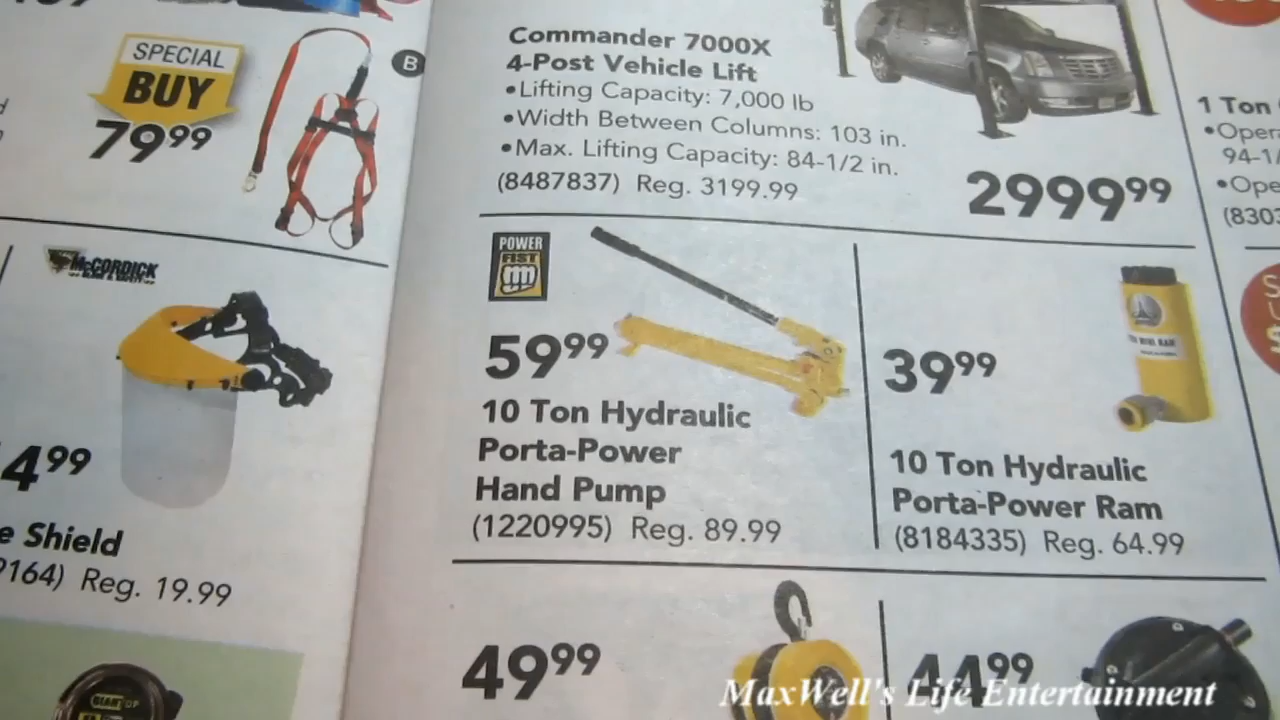 SPECIAL
BUY
79⁹⁹
B
McCORDICK
4⁹⁹
e Shield
9164) Reg. 19.99
Commander 7000X
4-Post Vehicle Lift
•Lifting Capacity: 7,000 lb
•Width Between Columns: 103 in.
•Max. Lifting Capacity: 84-1/2 in.
(8487837) Reg. 3199.99
2999⁹⁹
POWER
FIST
59⁹⁹
10 Ton Hydraulic
Porta-Power
Hand Pump
(1220995) Reg. 89.99
39⁹⁹
10 Ton Hydraulic
Porta-Power Ram
(8184335) Reg. 64.99
49⁹⁹
44⁹⁹
1 Ton
•Oper
94-1/
•Ope
(8303
MaxWell's Life Entertainment